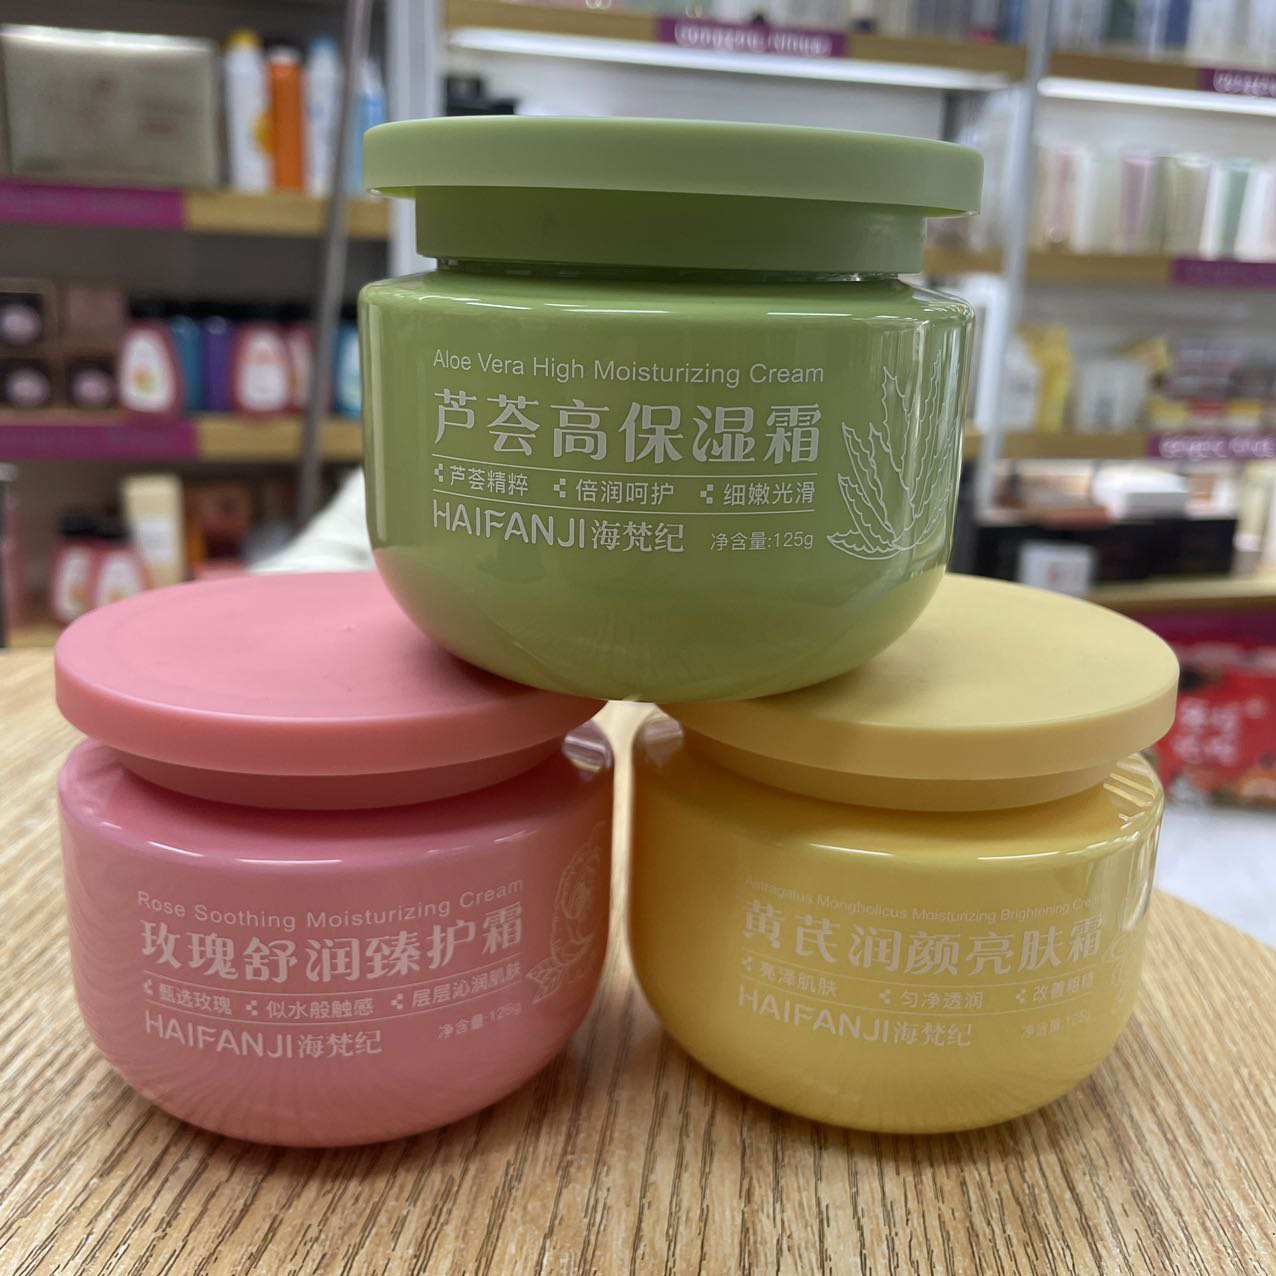 Aloe Vera High Moisturizing Cream
芦荟高保湿霜
芦荟精粹 倍润呵护 细嫩光滑
HAIFANJI海梵纪 净含量:125g
Rose Soothing Moisturizing Cream
玫瑰舒润臻护霜
甄选玫瑰 似水般触感 层层沁润肌肤
HAIFANJI海梵纪 净含量:125g
Astragalus Mongholicus Moisturizing Brightening Cream
黄芪润颜亮肤霜
亮泽肌肤 匀净透润 改善粗糙
HAIFANJI海梵纪 净含量:125g